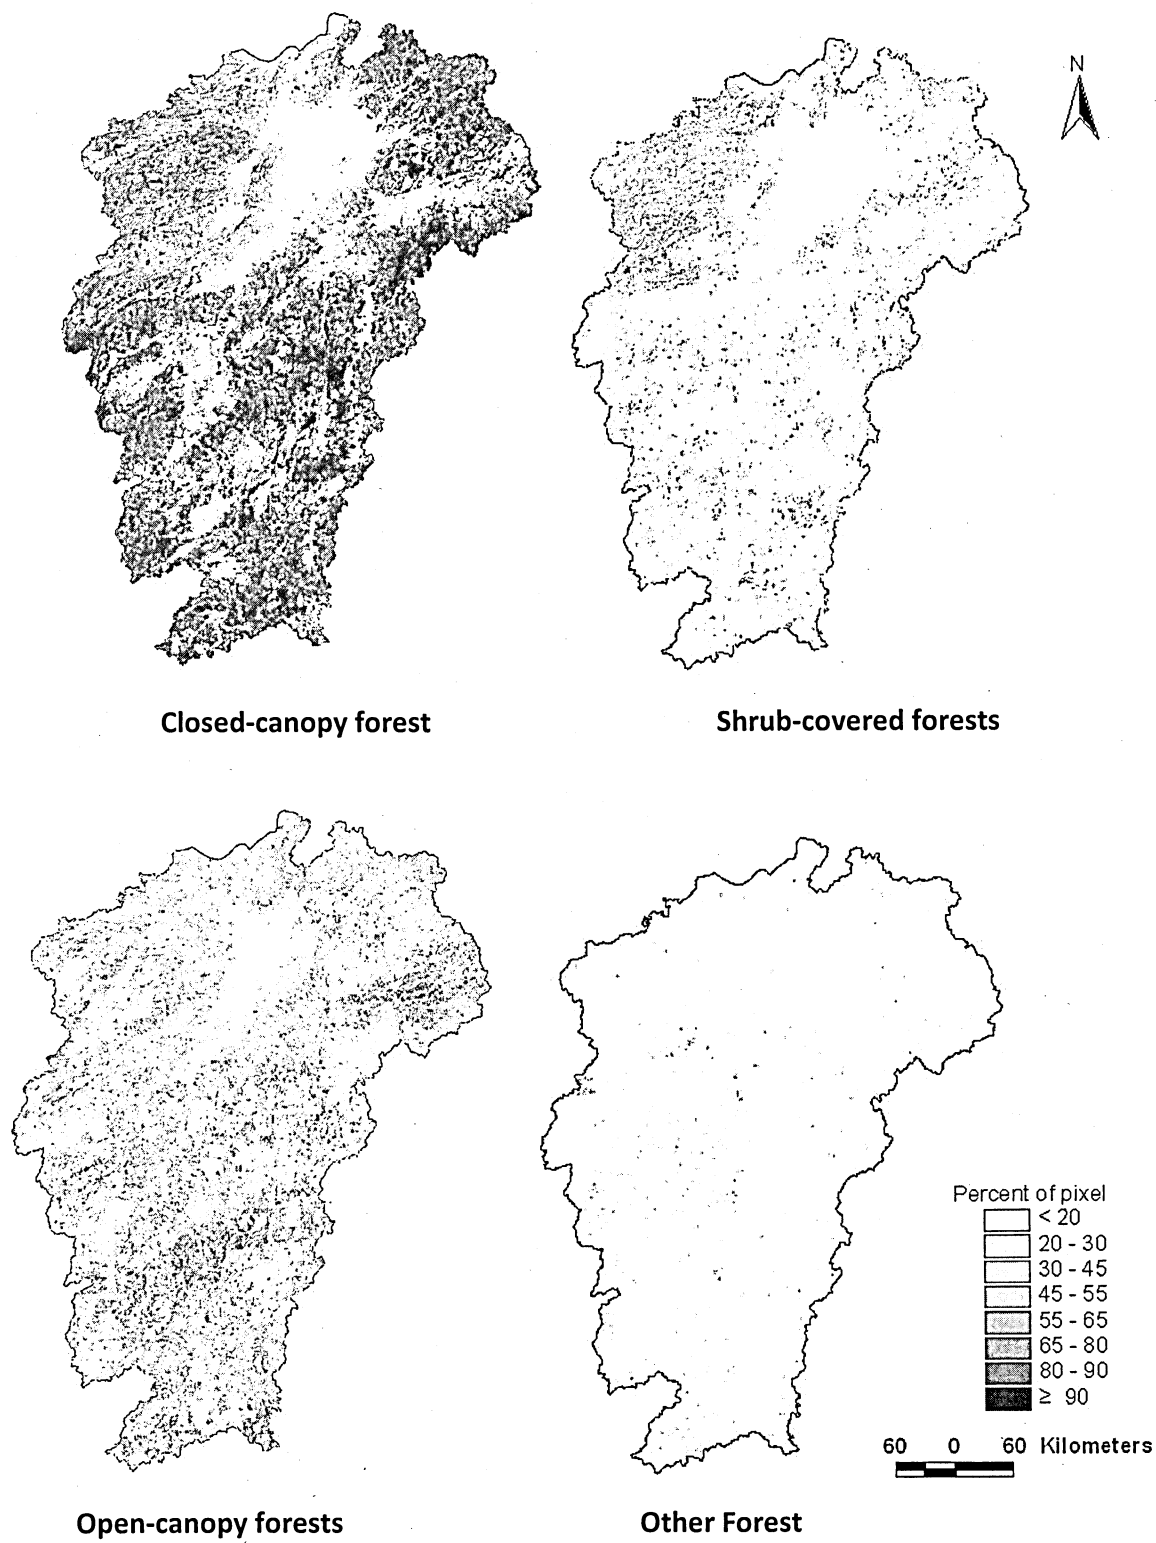 N
Closed-canopy forest
Shrub-covered forests
Percent of pixel
< 20
20 - 30
30 - 45
45 - 55
55 - 65
65 - 80
80 - 90
≥ 90
60 0 60 Kilometers
Open-canopy forests
Other Forest